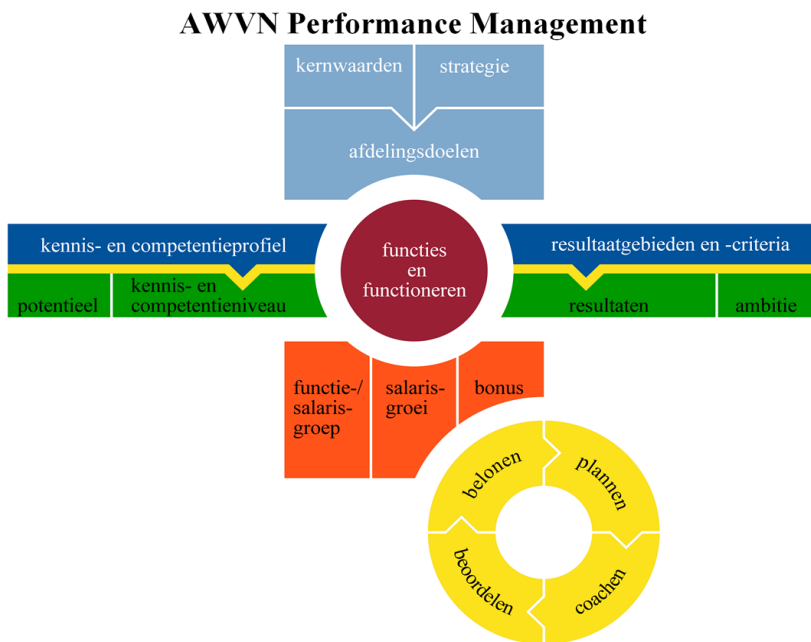 AWVN Performance Management
kernwaarden
strategie
afdelingsdoelen
kennis- en competentieprofiel
functies
en
functioneren
resultaatgebieden en -criteria
potentieel
kennis- en
competentieniveau
resultaten
ambitie
functie-/
salaris-
groep
salaris-
groei
bonus
belonen
plannen
beoordelen
coachen